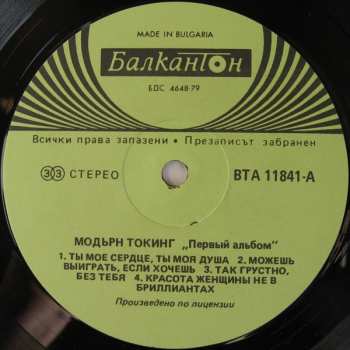 MADE IN BULGARIA
Балкантон
БДС 4648-79
Всички права запазени • Презаписът забранен
33 СТЕРЕО
ВТА 11841-А
МОДЪРН ТОКИНГ „Первый альбом"
1. ТЫ МОЕ СЕРДЦЕ, ТЫ МОЯ ДУША 2. МОЖЕШЬ
ВЫИГРАТЬ, ЕСЛИ ХОЧЕШЬ 3. ТАК ГРУСТНО,
БЕЗ ТЕБЯ 4. КРАСОТА ЖЕНЩИНЫ НЕ В
БРИЛЛИАНТАХ
Произведено по лицензии